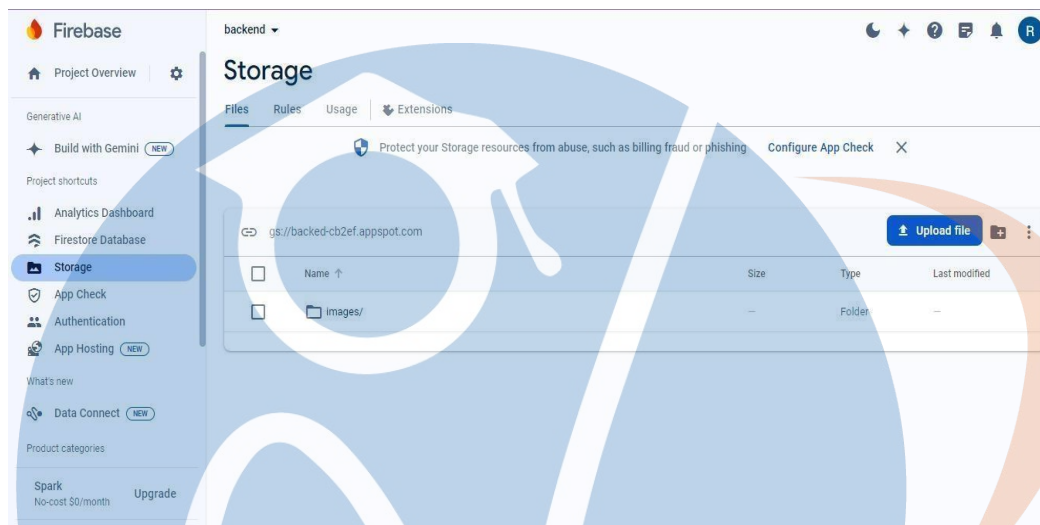 Firebase
backend
R
Project Overview
Storage
Files Rules Usage Extensions
Generative AI
Build with Gemini NEW
Protect your Storage resources from abuse, such as billing fraud or phishing Configure App Check
Project shortcuts
Analytics Dashboard
Firestore Database
Storage
App Check
Authentication
App Hosting NEW
What's new
Data Connect NEW
Product categories
Spark
No-cost $0/month
Upgrade
gs://backed-cb2ef.appspot.com
Upload file
Name Size Type Last modified
images/ — Folder —